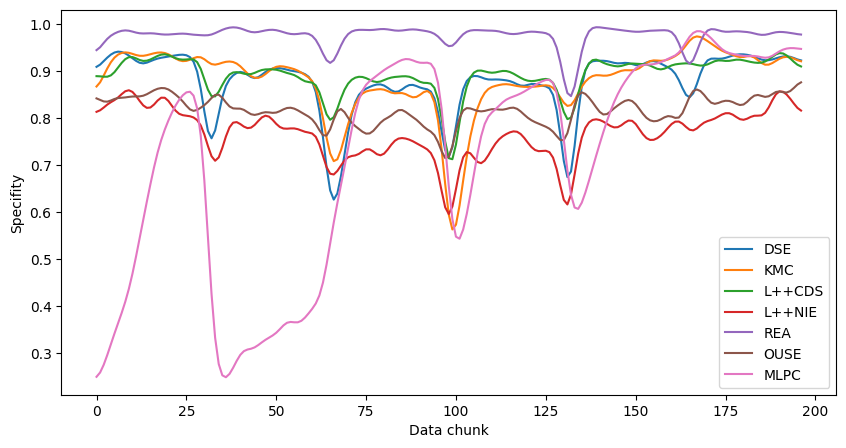 1.0
0.9
0.8
0.7
0.6
0.5
0.4
0.3
Specifity
0
25
50
75
100
125
150
175
200
Data chunk
DSE
KMC
L++CDS
L++NIE
REA
OUSE
MLPC